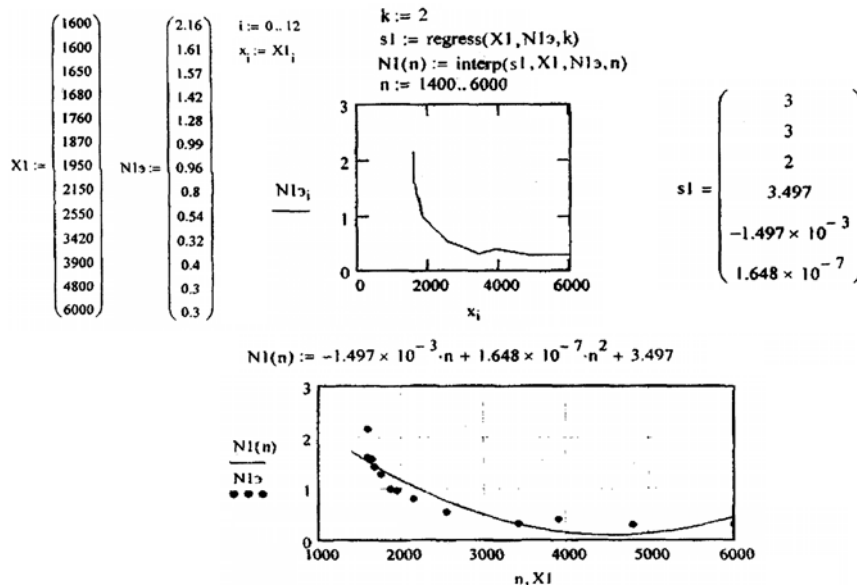 k := 2
s1 := regress(X1, N1э, k)
N1(n) := interp(s1, X1, N1э, n)
n := 1400.. 6000
i := 0.. 12
x_i := X1_i
X1 :=
1600
1600
1650
1680
1760
1870
1950
2150
2550
3420
3900
4800
6000
N1э :=
2.16
1.61
1.57
1.42
1.28
0.99
0.96
0.8
0.54
0.32
0.4
0.3
0.3
3
2
1
0
N1э_i
0 2000 4000 6000
x_i
s1 =
3
3
2
3.497
-1.497 × 10^-3
1.648 × 10^-7
N1(n) := -1.497 × 10^-3·n + 1.648 × 10^-7·n^2 + 3.497
3
2
1
0
N1(n)
N1э
1000 2000 3000 4000 5000 6000
n, X1